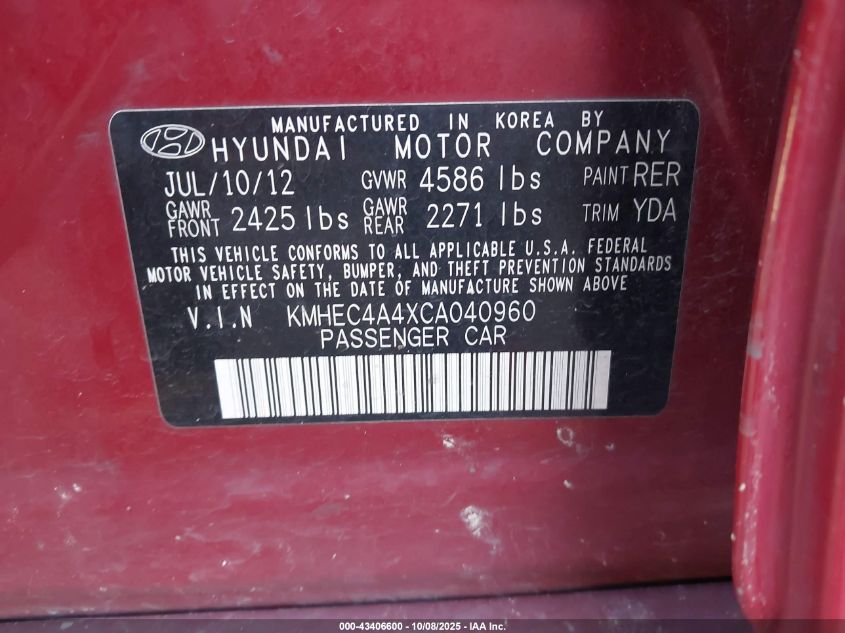 MANUFACTURED IN KOREA BY
HYUNDAI MOTOR COMPANY
JUL/10/12 GVWR 4586 lbs PAINT RER
GAWR FRONT 2425 lbs GAWR REAR 2271 lbs TRIM YDA
THIS VEHICLE CONFORMS TO ALL APPLICABLE U.S.A. FEDERAL
MOTOR VEHICLE SAFETY, BUMPER, AND THEFT PREVENTION STANDARDS
IN EFFECT ON THE DATE OF MANUFACTURE SHOWN ABOVE
V.I.N KMHEC4A4XCA040960
PASSENGER CAR
000-43406600 - 10/08/2025 - IAA Inc.